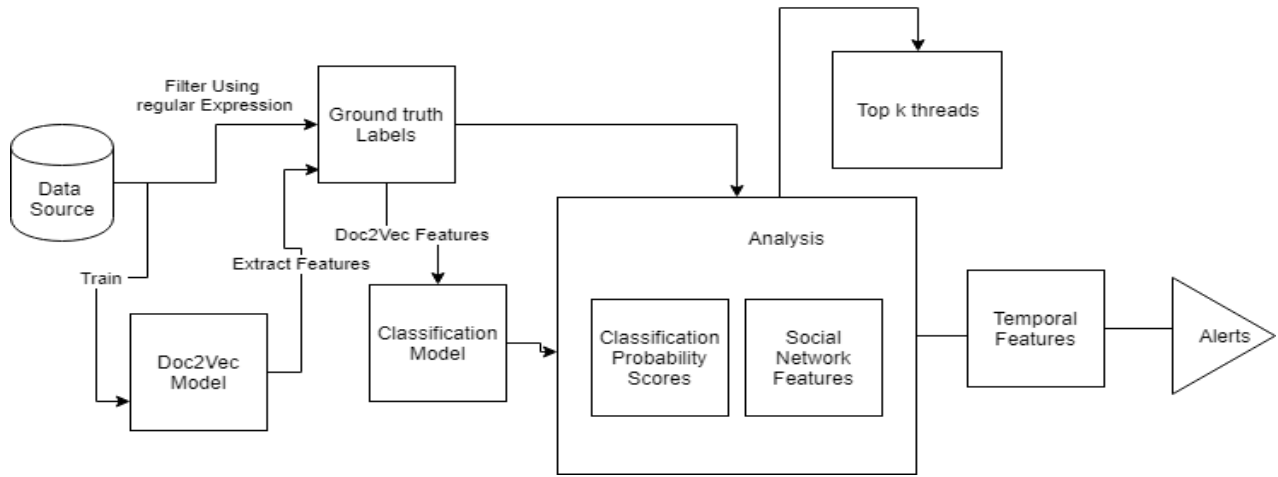 Filter Using
regular Expression
Ground truth
Labels
Top k threads
Data
Source
Doc2Vec Features
Analysis
Extract Features
Train
Classification
Model
Classification
Probability
Scores
Social
Network
Features
Temporal
Features
Alerts
Doc2Vec
Model